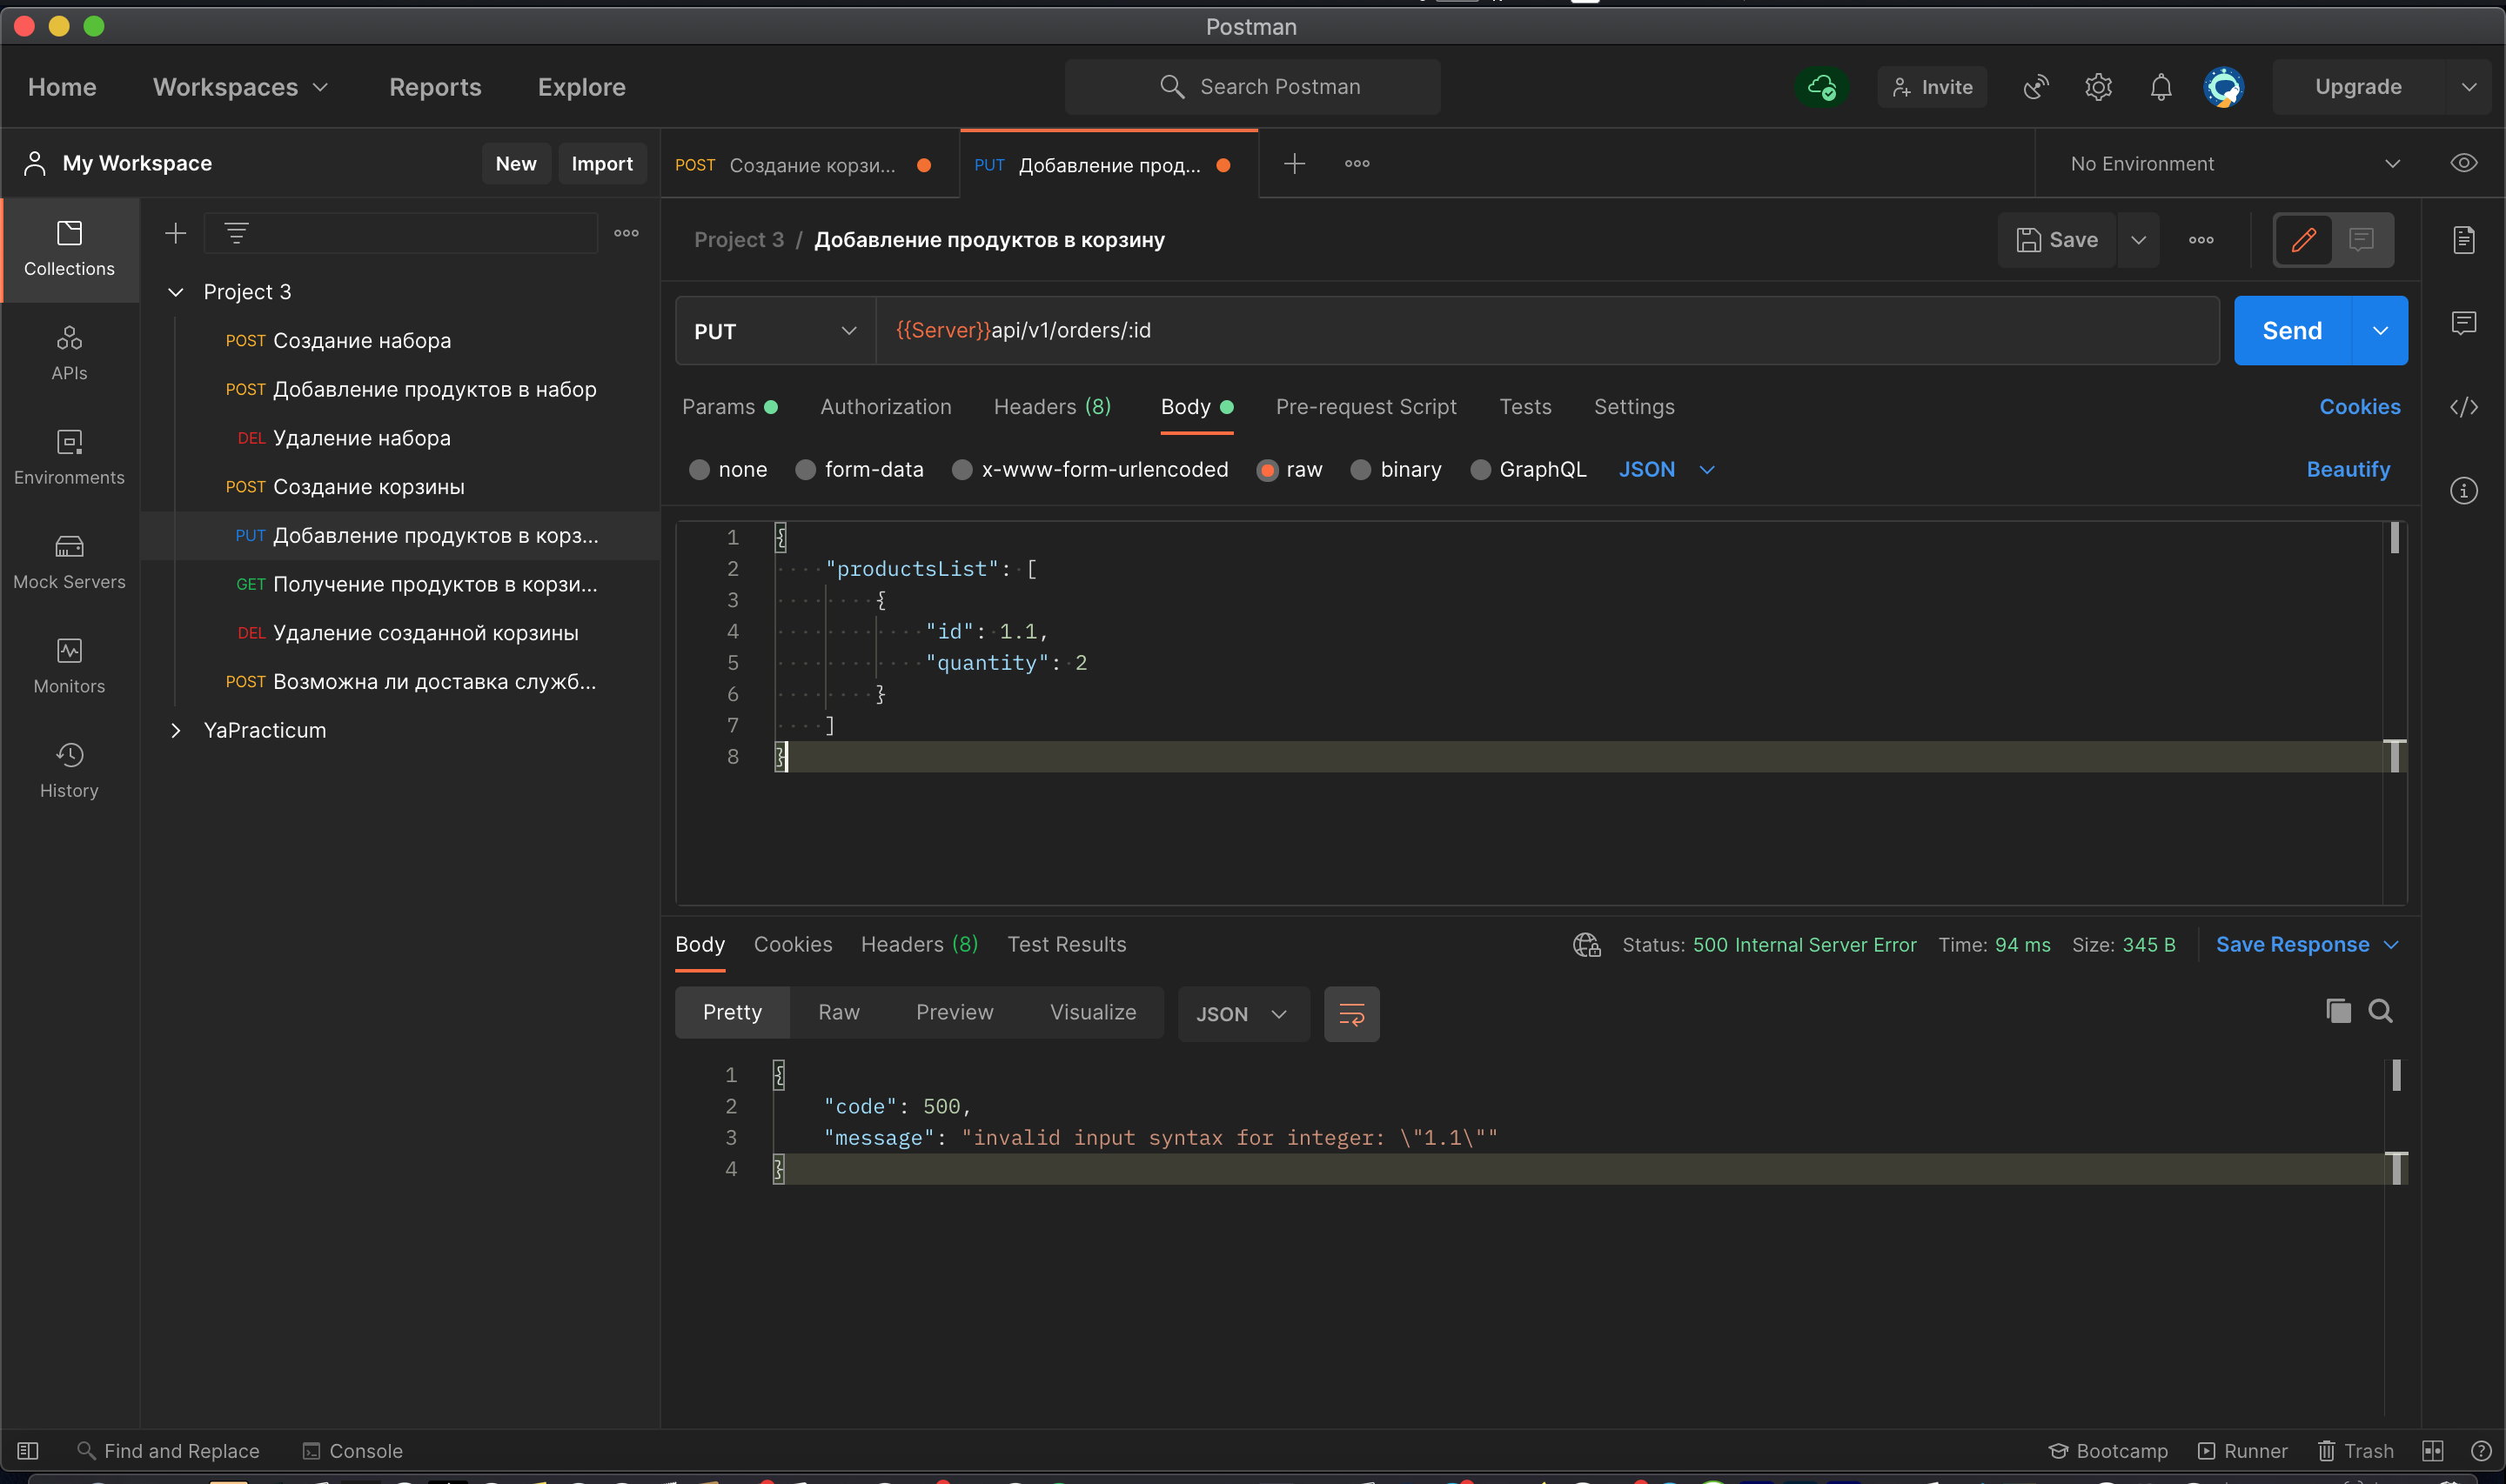 Postman
Home Workspaces Reports Explore Search Postman Invite Upgrade
My Workspace New Import POST Создание корзи... PUT Добавление прод... No Environment
Collections
APIs
Environments
Mock Servers
Monitors
History
Project 3
POST Создание набора
POST Добавление продуктов в набор
DEL Удаление набора
POST Создание корзины
PUT Добавление продуктов в корз...
GET Получение продуктов в корзи...
DEL Удаление созданной корзины
POST Возможна ли доставка служб...
YaPracticum
Project 3 / Добавление продуктов в корзину Save
PUT {{Server}}api/v1/orders/:id Send
Params Authorization Headers (8) Body Pre-request Script Tests Settings Cookies
none form-data x-www-form-urlencoded raw binary GraphQL JSON Beautify
1 {
2 "productsList": [
3 {
4 "id": 1.1,
5 "quantity": 2
6 }
7 ]
8 }
Body Cookies Headers (8) Test Results Status: 500 Internal Server Error Time: 94 ms Size: 345 B Save Response
Pretty Raw Preview Visualize JSON
1 {
2 "code": 500,
3 "message": "invalid input syntax for integer: \"1.1\""
4 }
Find and Replace Console Bootcamp Runner Trash